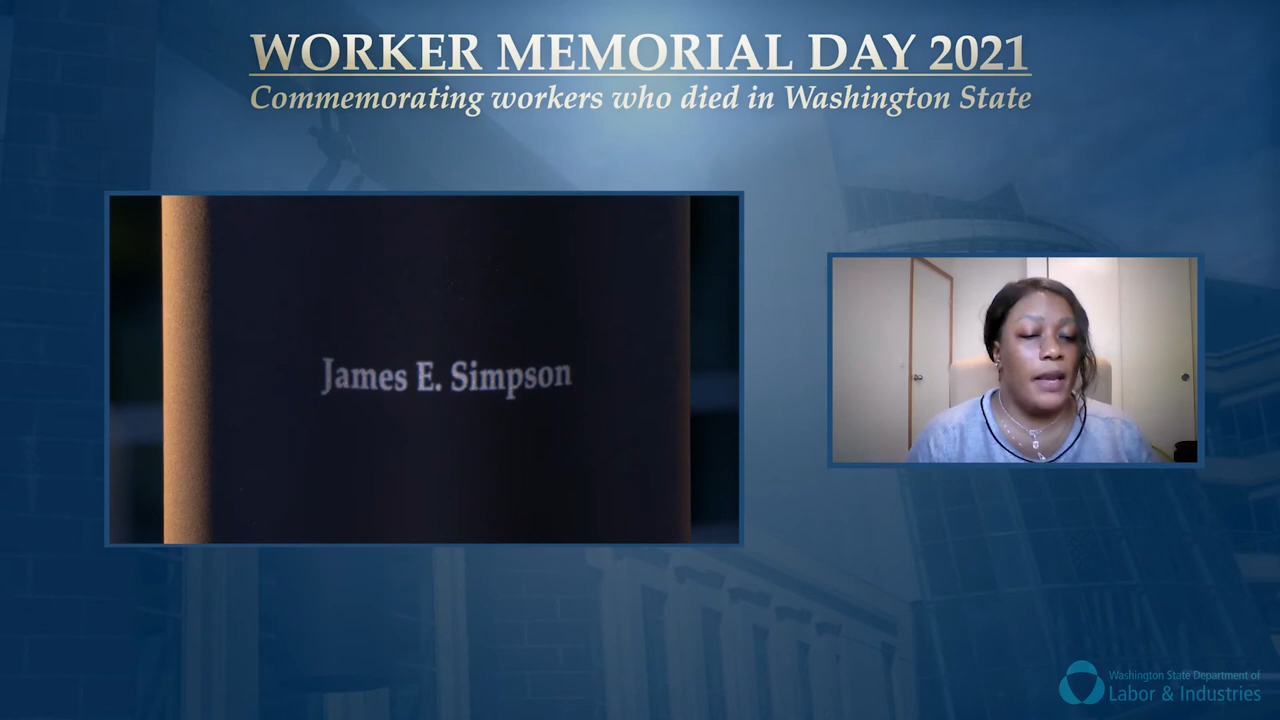 WORKER MEMORIAL DAY 2021
Commemorating workers who died in Washington State
James E. Simpson
Washington State Department of
Labor & Industries